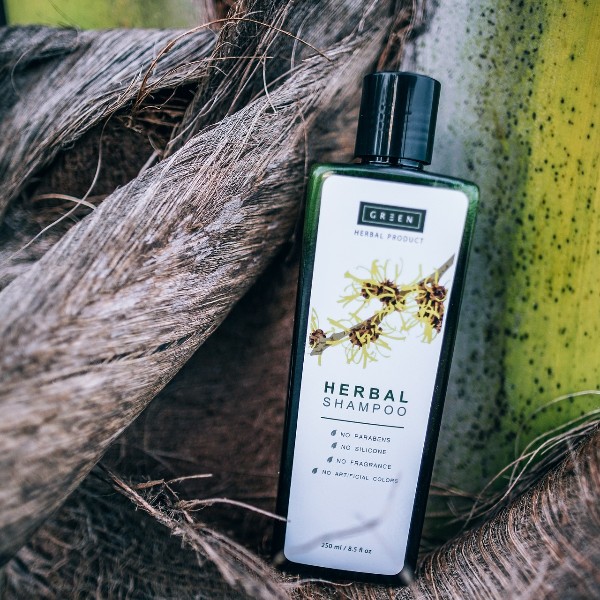 GREEN
HERBAL PRODUCT
HERBAL
SHAMPOO
NO PARABENS
NO SILICONE
NO FRAGRANCE
NO ARTIFICIAL COLORS
250 ml / 8.5 fl oz